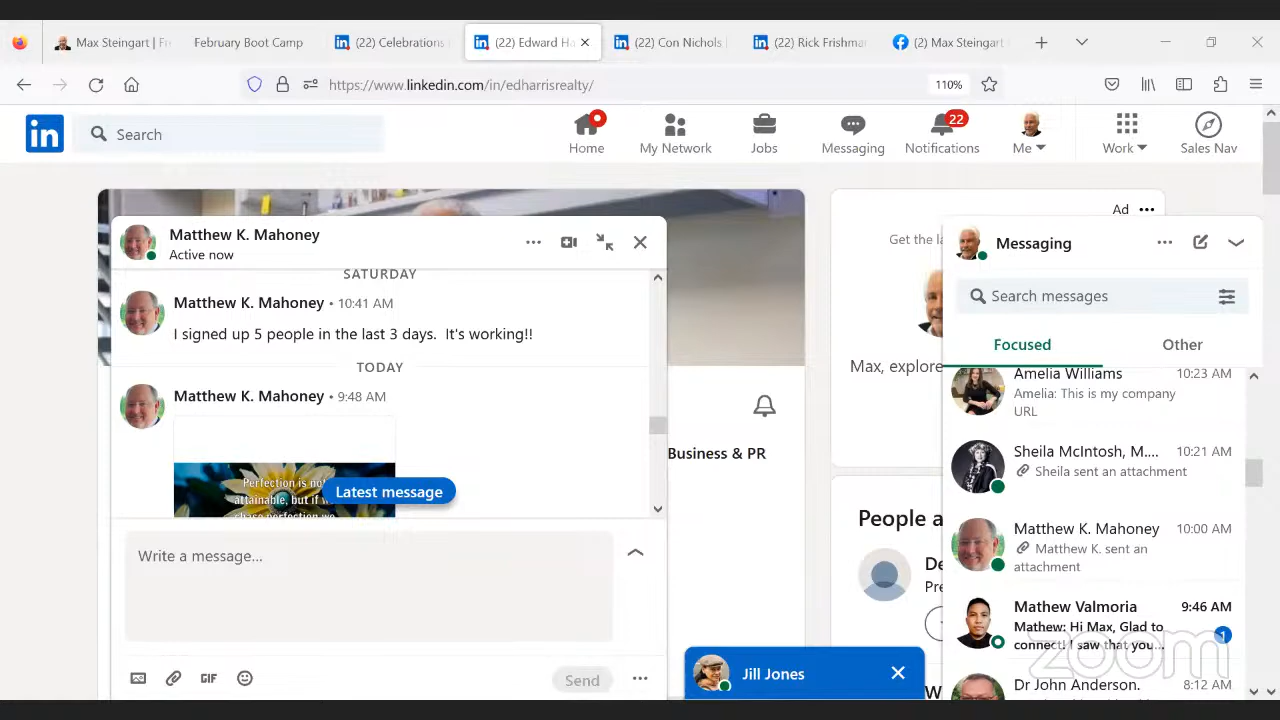 Max Steingart | Fr
February Boot Camp
(22) Celebrations
(22) Edward Ha
(22) Con Nichols |
(22) Rick Frishma
(2) Max Steingart
https://www.linkedin.com/in/edharrisrealty/
110%
in
Search
Home
My Network
Jobs
Messaging
22
Notifications
Me
Work
Sales Nav
Ad
Get the la
Max, explore
Business & PR
People a
De
Pre
W
Matthew K. Mahoney
Active now
SATURDAY
Matthew K. Mahoney • 10:41 AM
I signed up 5 people in the last 3 days. It's working!!
TODAY
Matthew K. Mahoney • 9:48 AM
Perfection is not
attainable, but if we
chase perfection we
Latest message
Write a message...
GIF
Send
Jill Jones
Messaging
Search messages
Focused
Other
Amelia Williams 10:23 AM
Amelia: This is my company
URL
Sheila McIntosh, M.... 10:21 AM
Sheila sent an attachment
Matthew K. Mahoney 10:00 AM
Matthew K. sent an
attachment
Mathew Valmoria 9:46 AM
Mathew: Hi Max, Glad to
connect! I saw that you... 1
Dr John Anderson. 8:12 AM
zoom